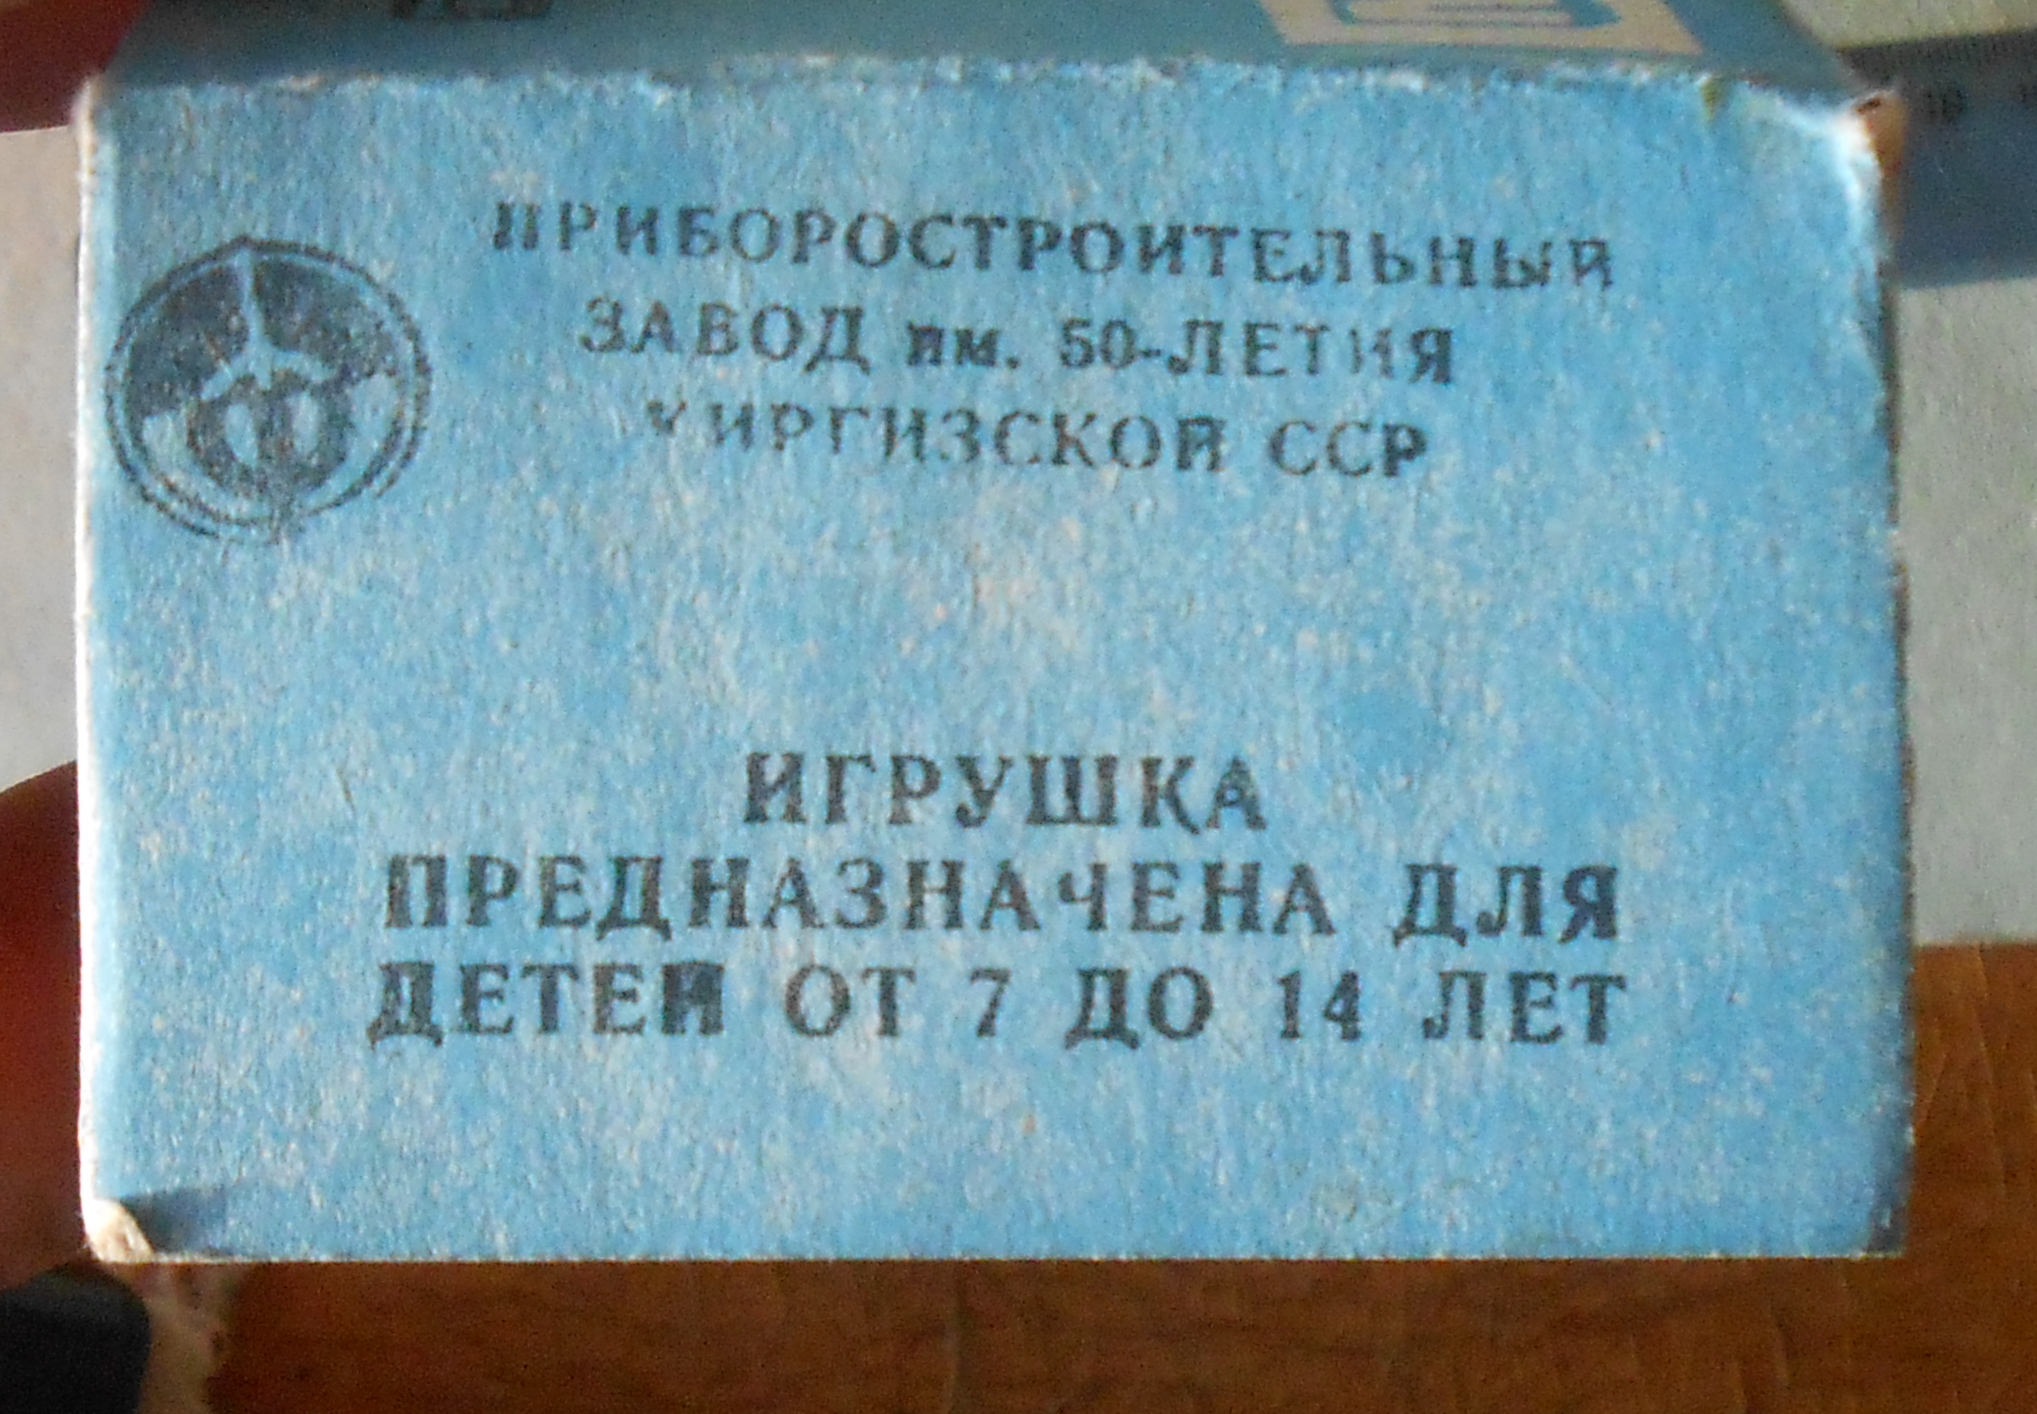 ПРИБОРОСТРОИТЕЛЬНЫЙ
ЗАВОД им. 50-ЛЕТИЯ
КИРГИЗСКОЙ ССР
ИГРУШКА
ПРЕДНАЗНАЧЕНА ДЛЯ
ДЕТЕЙ ОТ 7 ДО 14 ЛЕТ